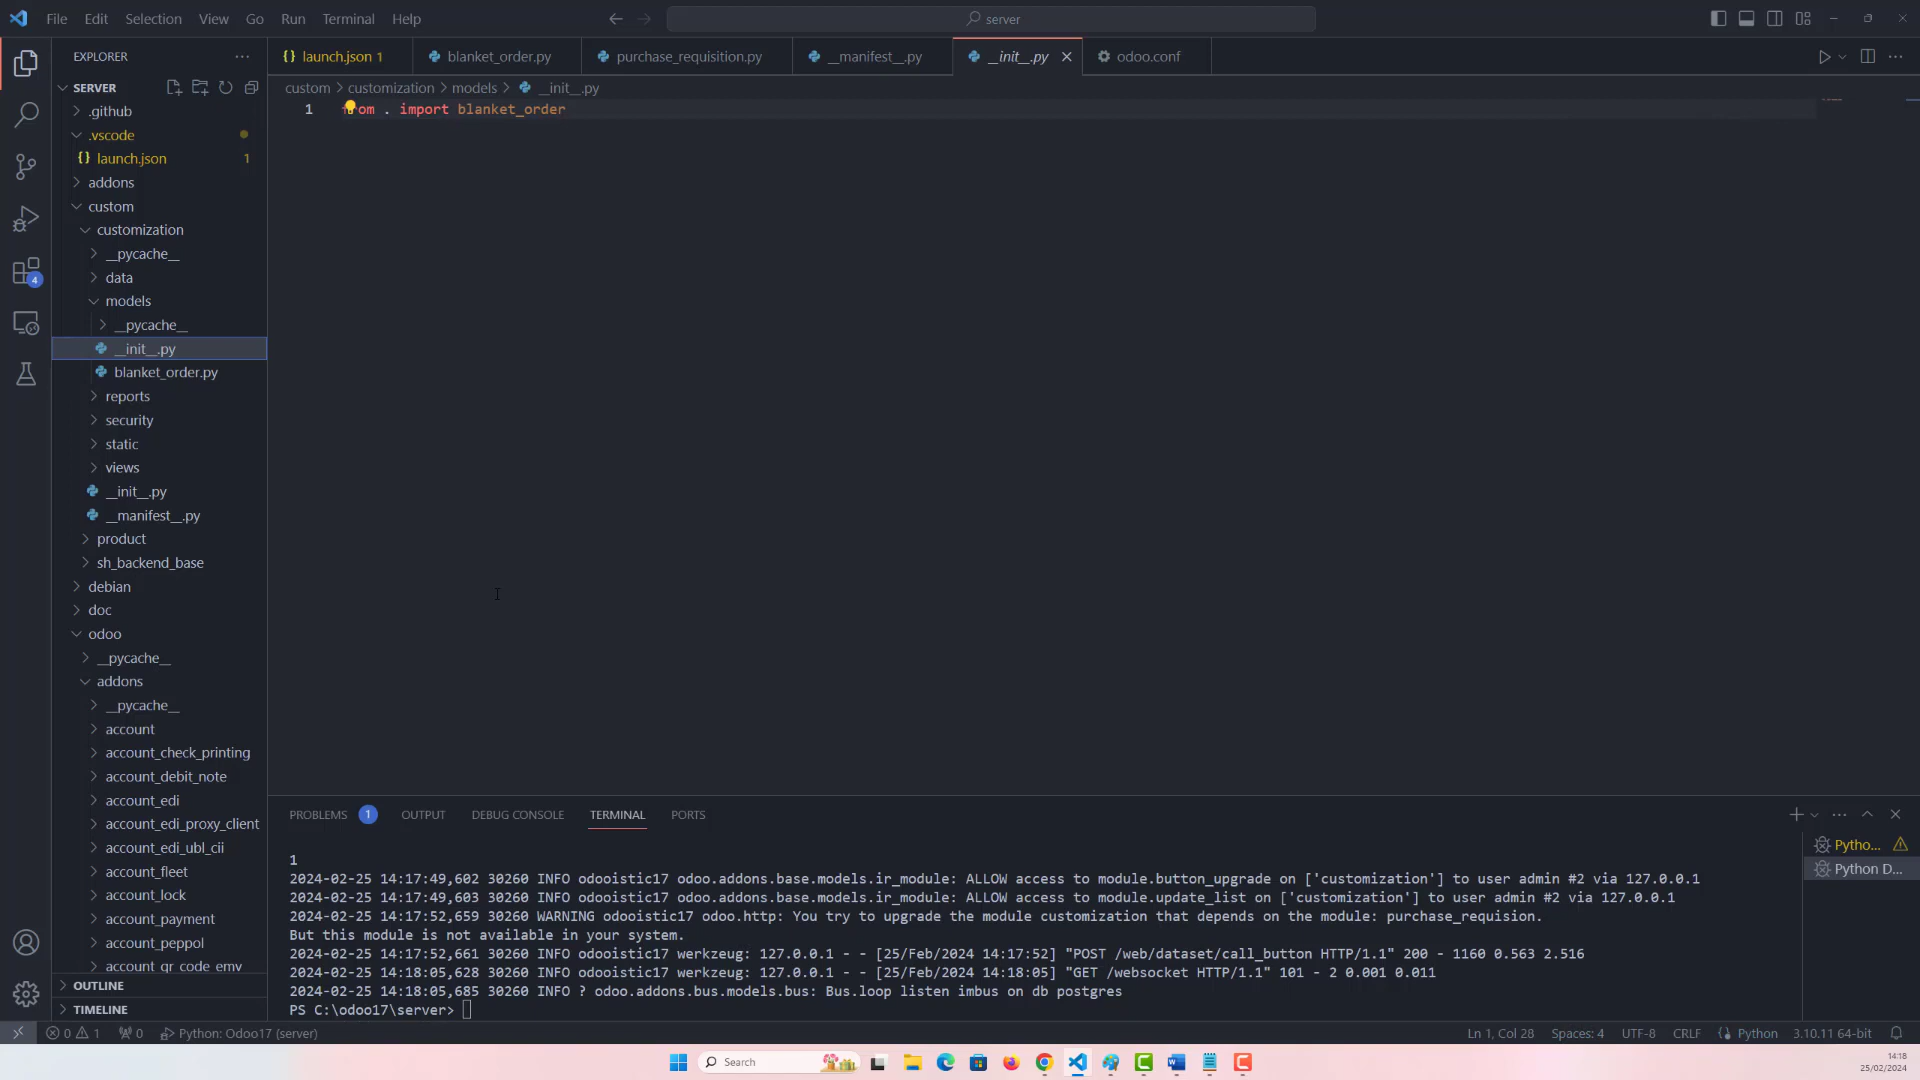 File Edit Selection View Go Run Terminal Help
server
EXPLORER
launch.json 1
blanket_order.py
purchase_requisition.py
__manifest__.py
__init__.py
odoo.conf
custom > customization > models > __init__.py
1 from . import blanket_order
SERVER
.github
.vscode
launch.json 1
addons
custom
customization
__pycache__
data
models
__pycache__
__init__.py
blanket_order.py
reports
security
static
views
__init__.py
__manifest__.py
product
sh_backend_base
debian
doc
odoo
__pycache__
addons
__pycache__
account
account_check_printing
account_debit_note
account_edi
account_edi_proxy_client
account_edi_ubl_cii
account_fleet
account_lock
account_payment
account_peppol
account_qr_code_emv
OUTLINE
TIMELINE
4
PROBLEMS 1 OUTPUT DEBUG CONSOLE TERMINAL PORTS
1
2024-02-25 14:17:49,602 30260 INFO odooistic17 odoo.addons.base.models.ir_module: ALLOW access to module.button_upgrade on ['customization'] to user admin #2 via 127.0.0.1
2024-02-25 14:17:49,603 30260 INFO odooistic17 odoo.addons.base.models.ir_module: ALLOW access to module.update_list on ['customization'] to user admin #2 via 127.0.0.1
2024-02-25 14:17:52,659 30260 WARNING odooistic17 odoo.http: You try to upgrade the module customization that depends on the module: purchase_requision.
But this module is not available in your system.
2024-02-25 14:17:52,661 30260 INFO odooistic17 werkzeug: 127.0.0.1 - - [25/Feb/2024 14:17:52] "POST /web/dataset/call_button HTTP/1.1" 200 - 1160 0.563 2.516
2024-02-25 14:18:05,628 30260 INFO odooistic17 werkzeug: 127.0.0.1 - - [25/Feb/2024 14:18:05] "GET /websocket HTTP/1.1" 101 - 2 0.001 0.011
2024-02-25 14:18:05,685 30260 INFO ? odoo.addons.bus.models.bus: Bus.loop listen imbus on db postgres
PS C:\odoo17\server>
Pytho...
Python D...
0 1 0 Python: Odoo17 (server)
Ln 1, Col 28 Spaces: 4 UTF-8 CRLF Python 3.10.11 64-bit
Search
14:18
25/02/2024